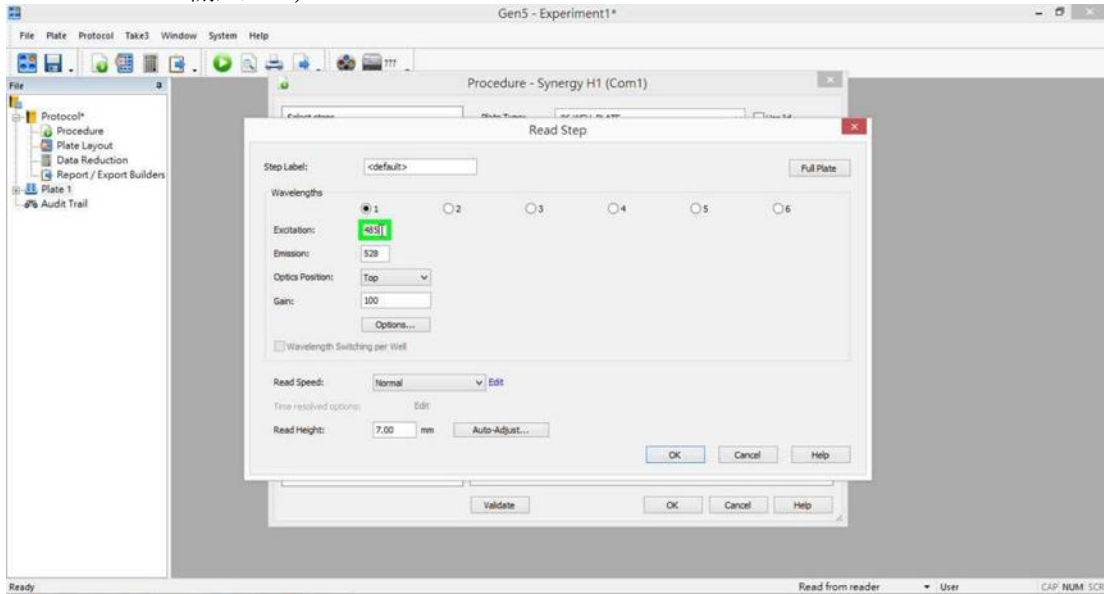 Gen5 - Experiment1*
File Plate Protocol Take3 Window System Help
???
File
Procedure - Synergy H1 (Com1)
Protocol*
Procedure
Plate Layout
Data Reduction
Report / Export Builders
Plate 1
Audit Trail
Read Step
Step Label: <default> Full Plate
Wavelengths
1 2 3 4 5 6
Excitation: 485
Emission: 528
Optics Position: Top
Gain: 100
Options...
Wavelength Switching per Well
Read Speed: Normal Edit
Time resolved options: Edit
Read Height: 7.00 mm Auto-Adjust...
OK Cancel Help
Validate OK Cancel Help
Ready Read from reader User CAP NUM SCR